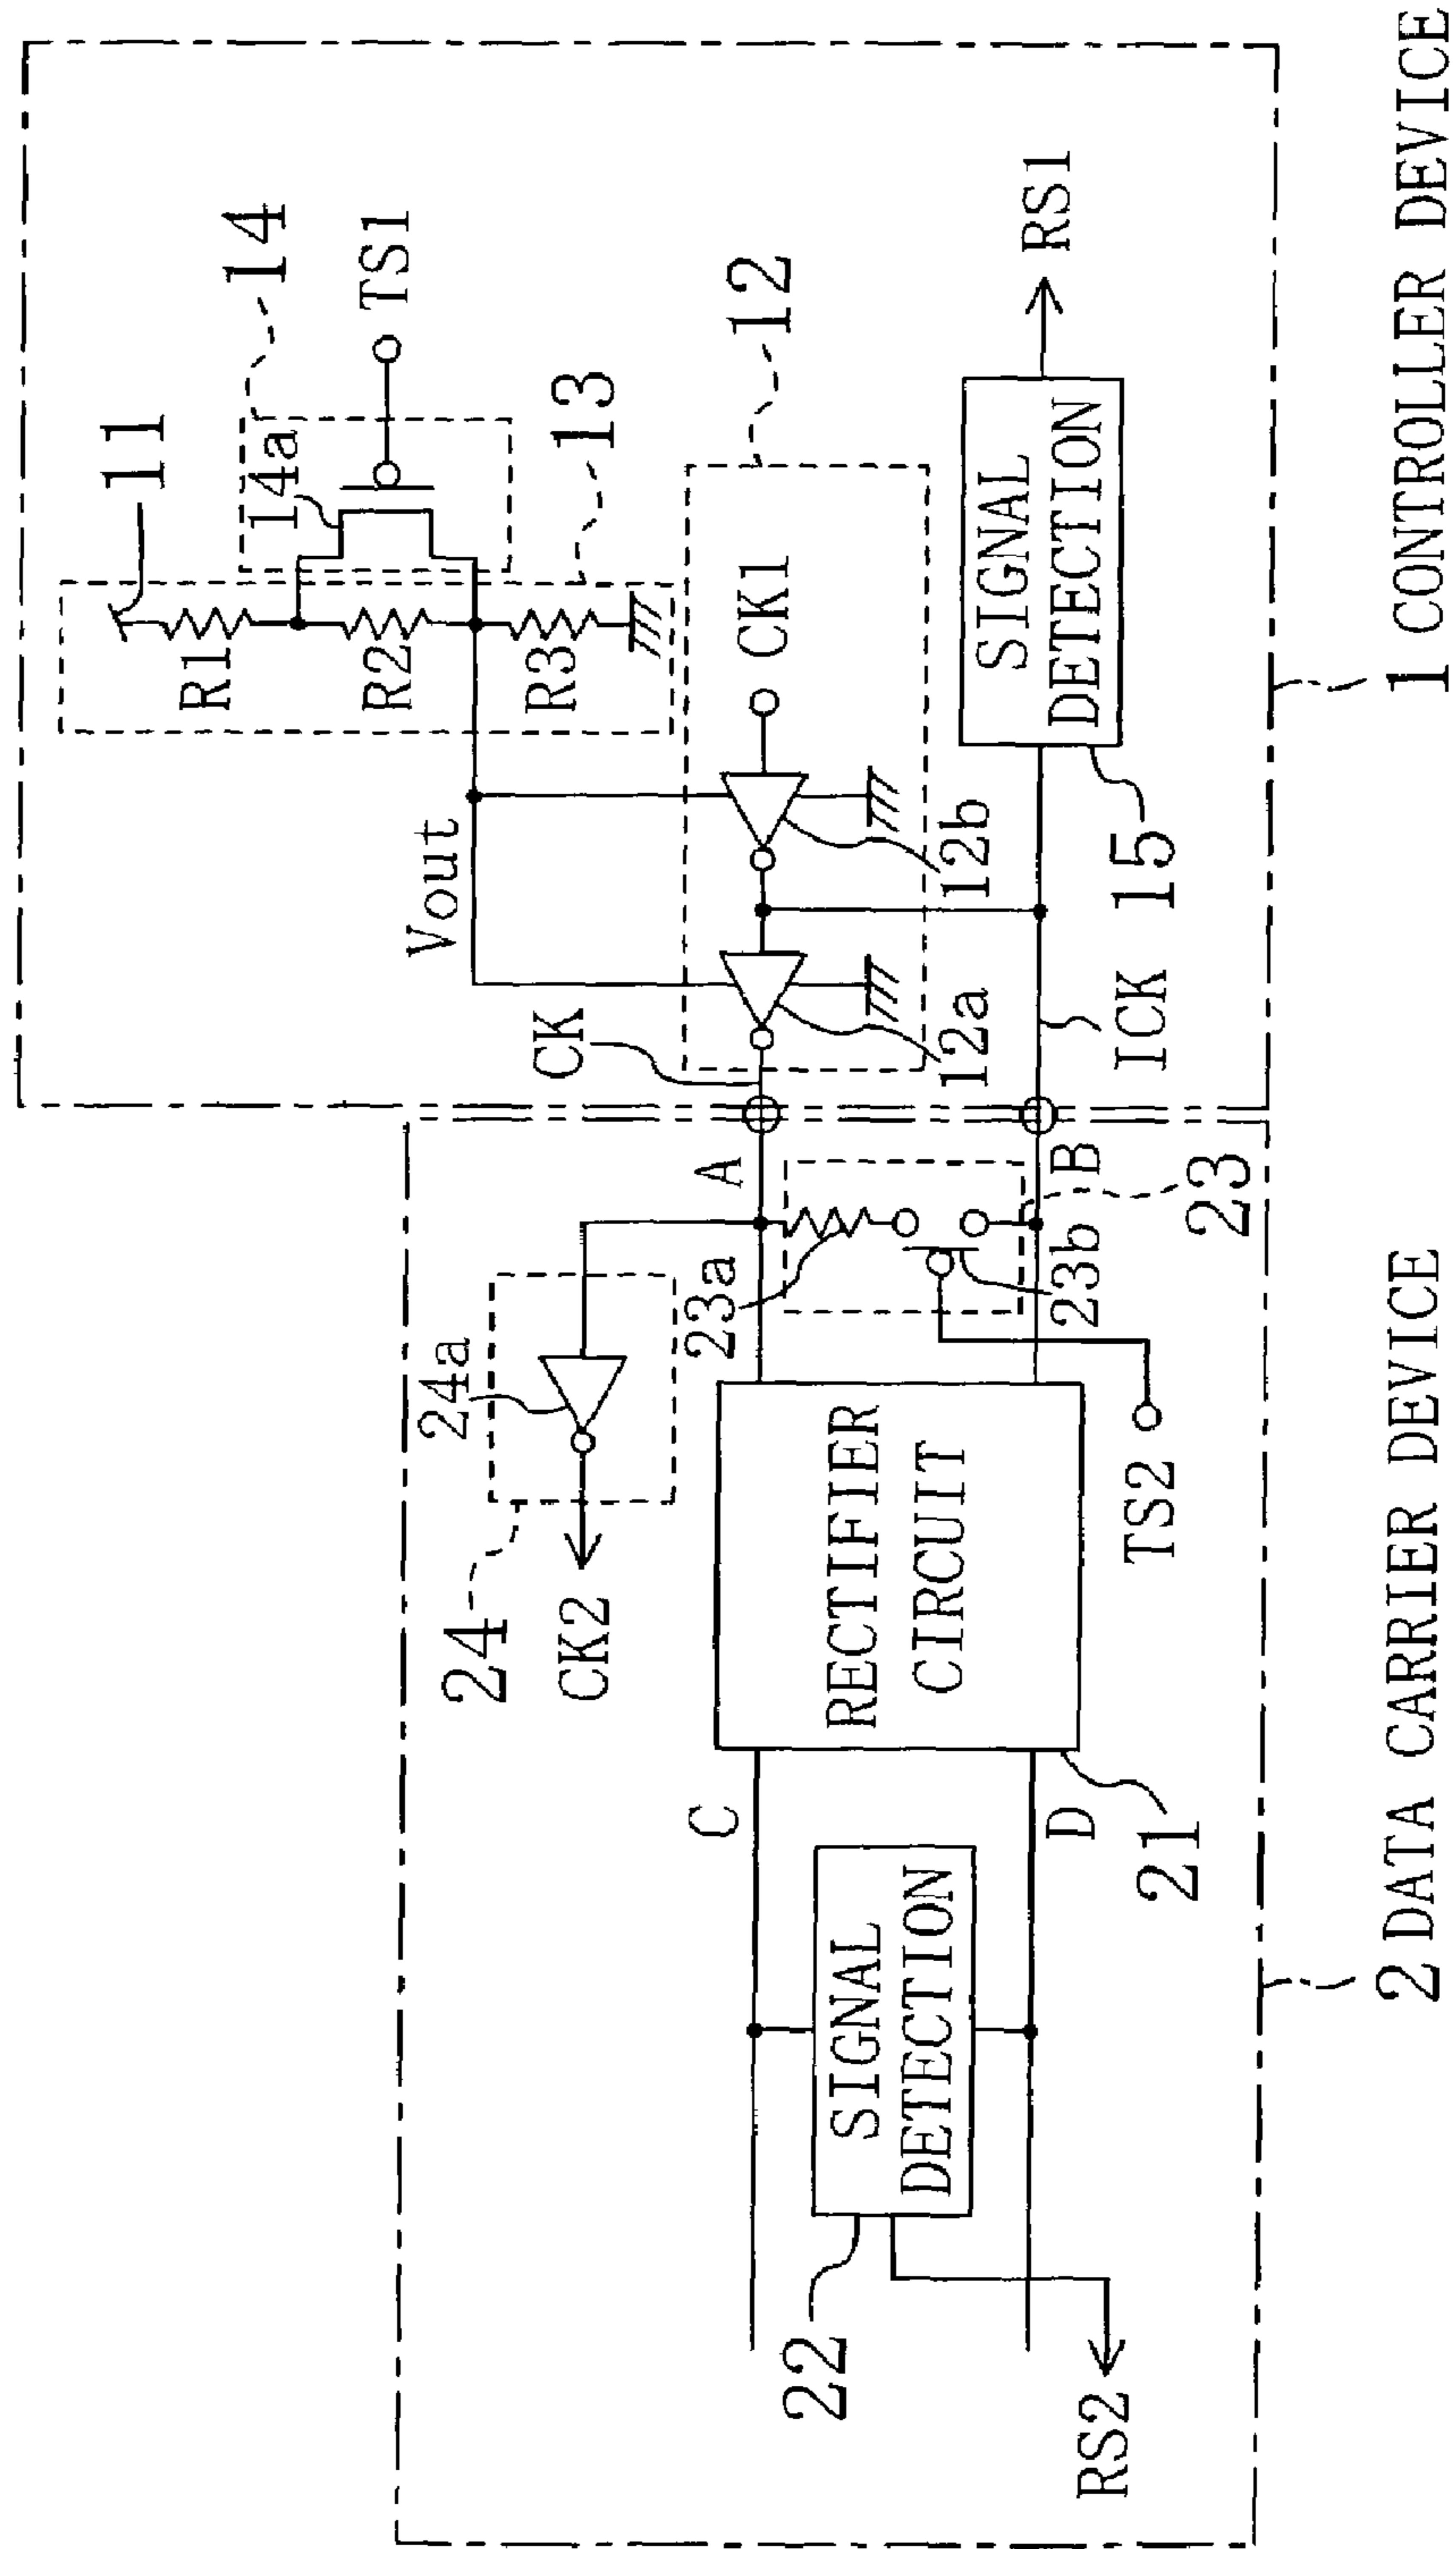 11
14
14a
TS1
R1
R2
R3
13
Vout
12
CK1
12b
12a
CK
SIGNAL
DETECTION
RS1
15
ICK
1 CONTROLLER DEVICE
A
B
23a
23b
23
24a
24
CK2
RECTIFIER
CIRCUIT
TS2
C
D
21
SIGNAL
DETECTION
22
RS2
2 DATA CARRIER DEVICE